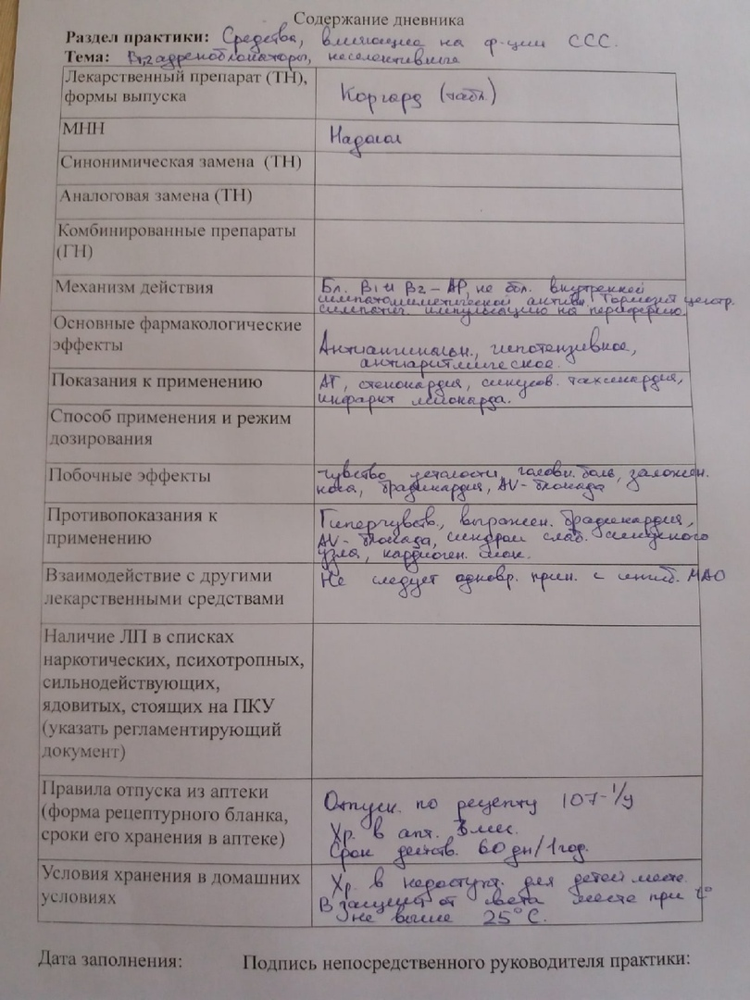 Содержание дневника
Раздел практики: Средства, влияющие на ф-ции ССС.
Тема: β1,2 адреноблокаторы, неселективные
Лекарственный препарат (ТН), формы выпуска
Коргард (табл.)
МНН
Надолол
Синонимическая замена (ТН)
Аналоговая замена (ТН)
Комбинированные препараты (ТН)
Механизм действия
Бл. β1 и β2 – АР, не бол. внутренней
симпатомиметической активн. Тормозит центр.
симпатич. импульсацию на периферию.
Основные фармакологические эффекты
Антиангинальн., гипотензивное,
антиаритмическое.
Показания к применению
АГ, стенокардия, синусов. тахикардия,
инфаркт миокарда.
Способ применения и режим дозирования
Побочные эффекты
Чувство усталости, головн. боль, заложен.
носа, брадикардия, AV-блокада
Противопоказания к применению
Гиперчувств., выражен. брадикардия,
AV-блокада, синдром слаб. синусного
узла, кардиоген. шок.
Взаимодействие с другими лекарственными средствами
Не следует одновр. прин. с ингиб. МАО
Наличие ЛП в списках
наркотических, психотропных,
сильнодействующих,
ядовитых, стоящих на ПКУ
(указать регламентирующий
документ)
Правила отпуска из аптеки
(форма рецептурного бланка,
сроки его хранения в аптеке)
Отпуск. по рецепту 107-1/у
Хр. в апт. 3 мес.
Срок действ. 60 дн/1 год.
Условия хранения в домашних условиях
Хр. в недоступн. для детей месте.
В защищ. от света месте при t°
не выше 25°С.
Дата заполнения: Подпись непосредственного руководителя практики: